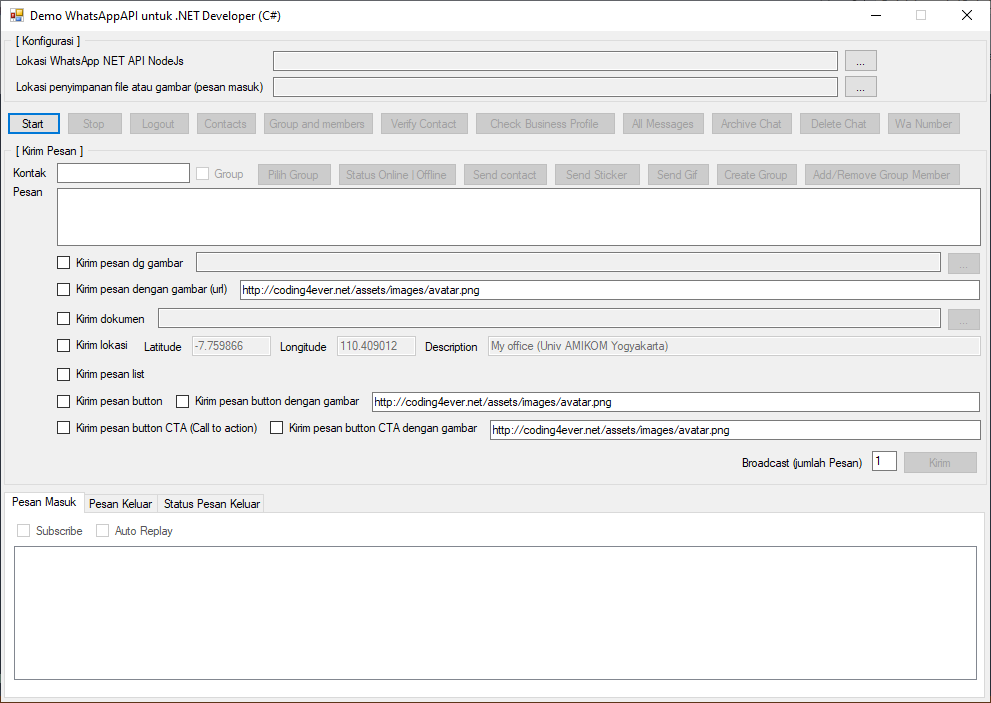 Demo WhatsAppAPI untuk .NET Developer (C#)
[ Konfigurasi ]
Lokasi WhatsApp NET API NodeJs ...
Lokasi penyimpanan file atau gambar (pesan masuk) ...
Start Stop Logout Contacts Group and members Verify Contact Check Business Profile All Messages Archive Chat Delete Chat Wa Number
[ Kirim Pesan ]
Kontak Group Pilih Group Status Online | Offline Send contact Send Sticker Send Gif Create Group Add/Remove Group Member
Pesan
Kirim pesan dg gambar ...
Kirim pesan dengan gambar (url) http://coding4ever.net/assets/images/avatar.png
Kirim dokumen ...
Kirim lokasi Latitude -7.759866 Longitude 110.409012 Description My office (Univ AMIKOM Yogyakarta)
Kirim pesan list
Kirim pesan button Kirim pesan button dengan gambar http://coding4ever.net/assets/images/avatar.png
Kirim pesan button CTA (Call to action) Kirim pesan button CTA dengan gambar http://coding4ever.net/assets/images/avatar.png
Broadcast (jumlah Pesan) 1 Kirim
Pesan Masuk Pesan Keluar Status Pesan Keluar
Subscribe Auto Replay